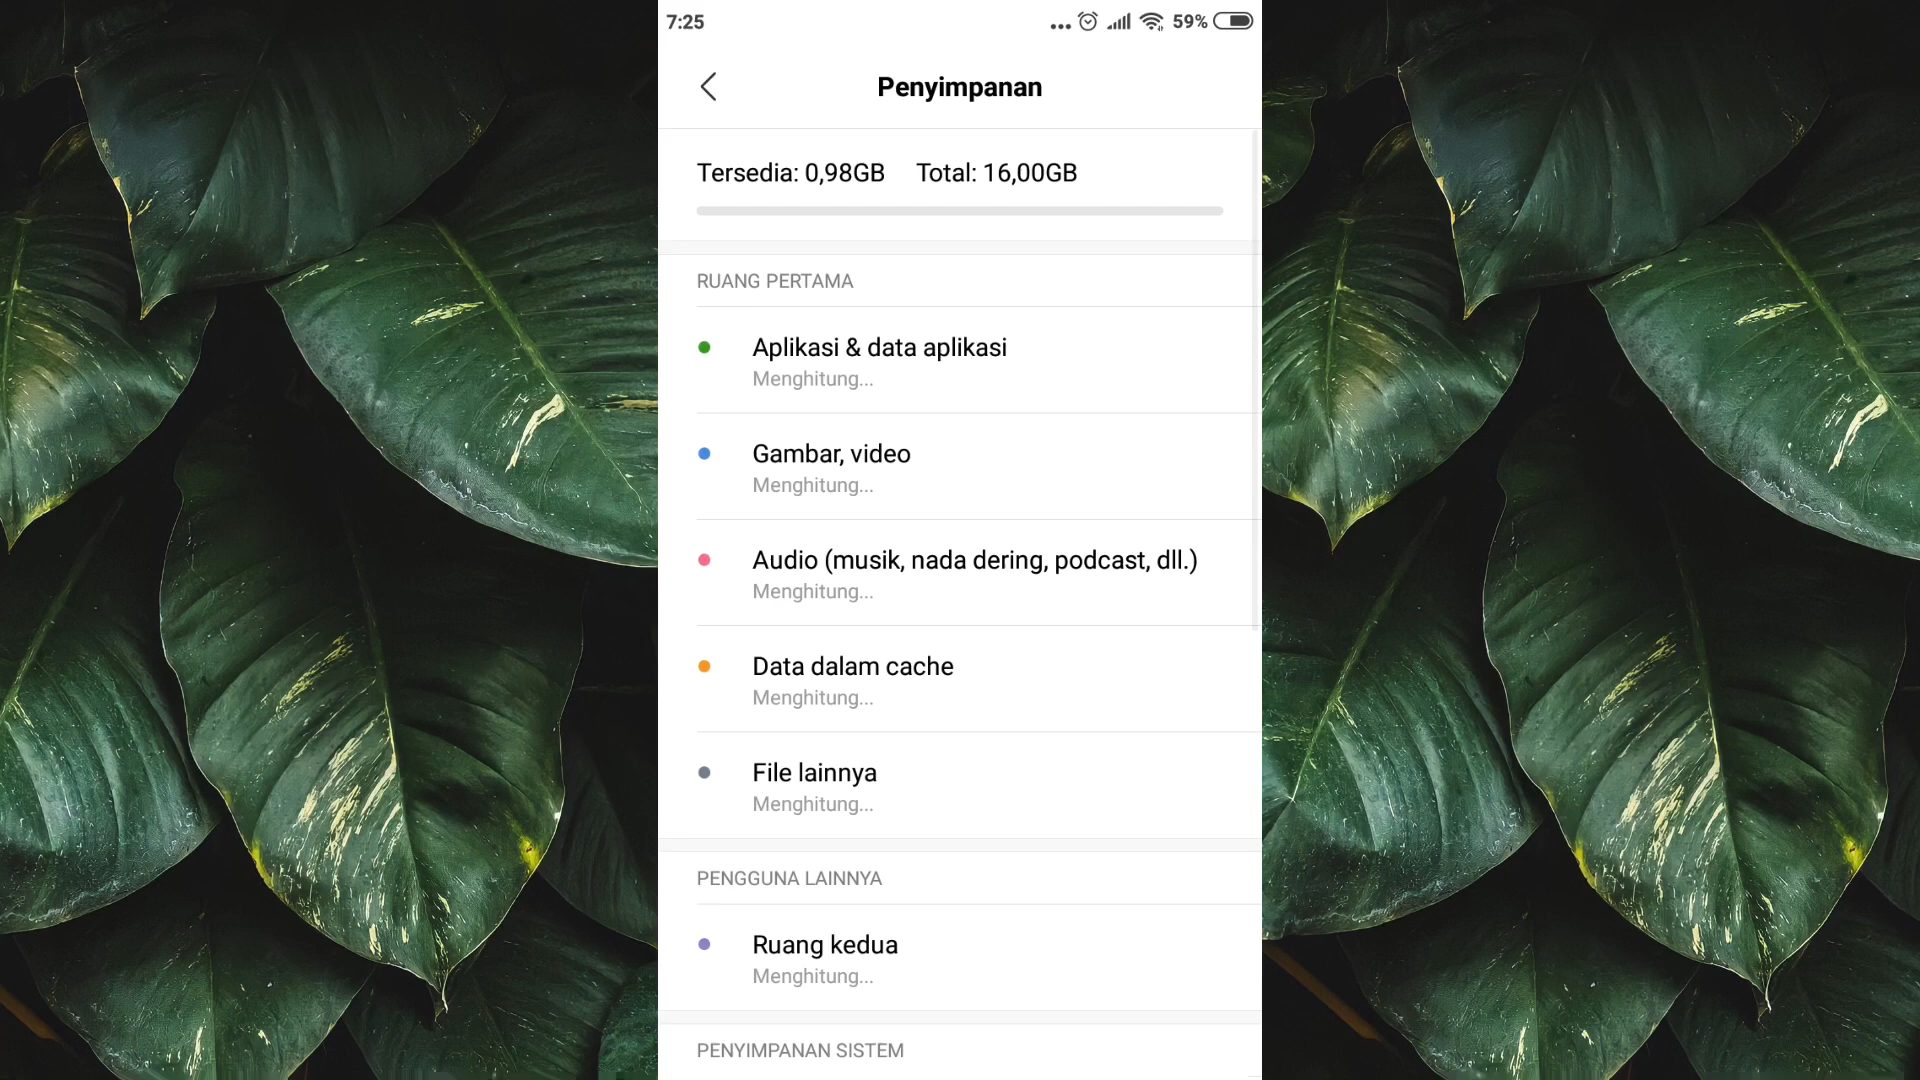 7:25
59%
Penyimpanan
Tersedia: 0,98GB Total: 16,00GB
RUANG PERTAMA
Aplikasi & data aplikasi
Menghitung...
Gambar, video
Menghitung...
Audio (musik, nada dering, podcast, dll.)
Menghitung...
Data dalam cache
Menghitung...
File lainnya
Menghitung...
PENGGUNA LAINNYA
Ruang kedua
Menghitung...
PENYIMPANAN SISTEM